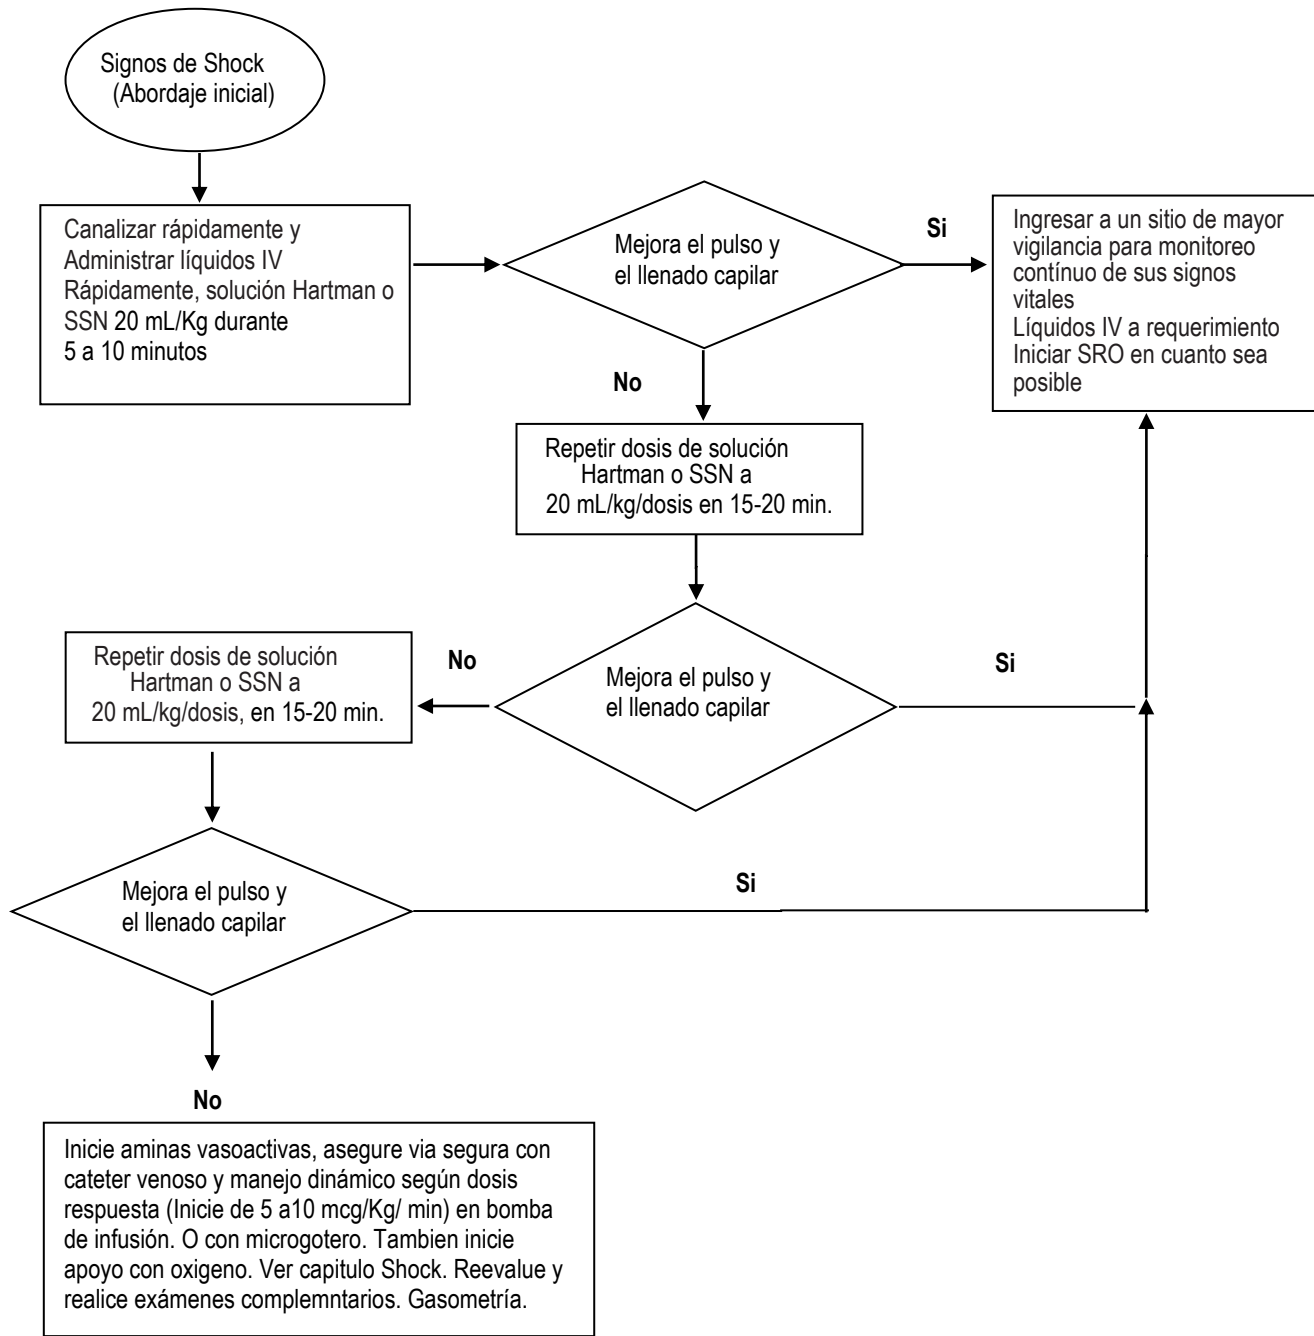 Signos de Shock
(Abordaje inicial)
Canalizar rápidamente y
Administrar líquidos IV
Rápidamente, solución Hartman o
SSN 20 mL/Kg durante
5 a 10 minutos
Mejora el pulso y
el llenado capilar
Si
Ingresar a un sitio de mayor
vigilancia para monitoreo
contínuo de sus signos
vitales
Líquidos IV a requerimiento
Iniciar SRO en cuanto sea
posible
No
Repetir dosis de solución
Hartman o SSN a
20 mL/kg/dosis en 15-20 min.
Mejora el pulso y
el llenado capilar
Si
No
Repetir dosis de solución
Hartman o SSN a
20 mL/kg/dosis, en 15-20 min.
Mejora el pulso y
el llenado capilar
Si
No
Inicie aminas vasoactivas, asegure via segura con
cateter venoso y manejo dinámico según dosis
respuesta (Inicie de 5 a10 mcg/Kg/ min) en bomba
de infusión. O con microgotero. Tambien inicie
apoyo con oxigeno. Ver capitulo Shock. Reevalue y
realice exámenes complemntarios. Gasometría.